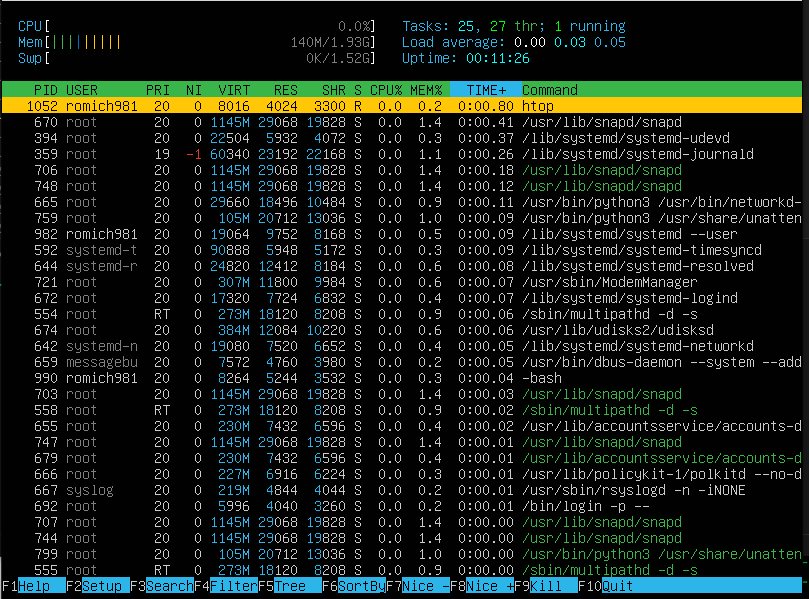 CPU[ 0.0%] Tasks: 25, 27 thr; 1 running
Mem[||||||||| 140M/1.93G] Load average: 0.00 0.03 0.05
Swp[ 0K/1.52G] Uptime: 00:11:26
PID USER PRI NI VIRT RES SHR S CPU% MEM% TIME+ Command
1052 romich981 20 0 8016 4024 3300 R 0.0 0.2 0:00.80 htop
670 root 20 0 1145M 29068 19828 S 0.0 1.4 0:00.41 /usr/lib/snapd/snapd
394 root 20 0 22504 5932 4072 S 0.0 0.3 0:00.37 /lib/systemd/systemd-udevd
359 root 19 -1 60340 23192 22168 S 0.0 1.1 0:00.26 /lib/systemd/systemd-journald
706 root 20 0 1145M 29068 19828 S 0.0 1.4 0:00.18 /usr/lib/snapd/snapd
748 root 20 0 1145M 29068 19828 S 0.0 1.4 0:00.12 /usr/lib/snapd/snapd
665 root 20 0 29660 18496 10484 S 0.0 0.9 0:00.11 /usr/bin/python3 /usr/bin/networkd-
759 root 20 0 105M 20712 13036 S 0.0 1.0 0:00.09 /usr/bin/python3 /usr/share/unatten
982 romich981 20 0 19064 9752 8168 S 0.0 0.5 0:00.09 /lib/systemd/systemd --user
592 systemd-t 20 0 90888 5948 5172 S 0.0 0.3 0:00.09 /lib/systemd/systemd-timesyncd
644 systemd-r 20 0 24820 12412 8184 S 0.0 0.6 0:00.08 /lib/systemd/systemd-resolved
721 root 20 0 307M 11800 9984 S 0.0 0.6 0:00.07 /usr/sbin/ModemManager
672 root 20 0 17320 7724 6832 S 0.0 0.4 0:00.07 /lib/systemd/systemd-logind
554 root RT 0 273M 18120 8208 S 0.0 0.9 0:00.06 /sbin/multipathd -d -s
674 root 20 0 384M 12084 10220 S 0.0 0.6 0:00.06 /usr/lib/udisks2/udisksd
642 systemd-n 20 0 19080 7520 6652 S 0.0 0.4 0:00.05 /lib/systemd/systemd-networkd
659 messagebu 20 0 7572 4760 3980 S 0.0 0.2 0:00.05 /usr/bin/dbus-daemon --system --add
990 romich981 20 0 8264 5244 3532 S 0.0 0.3 0:00.04 -bash
703 root 20 0 1145M 29068 19828 S 0.0 1.4 0:00.03 /usr/lib/snapd/snapd
558 root RT 0 273M 18120 8208 S 0.0 0.9 0:00.02 /sbin/multipathd -d -s
655 root 20 0 230M 7432 6596 S 0.0 0.4 0:00.02 /usr/lib/accountsservice/accounts-d
747 root 20 0 1145M 29068 19828 S 0.0 1.4 0:00.01 /usr/lib/snapd/snapd
679 root 20 0 230M 7432 6596 S 0.0 0.4 0:00.01 /usr/lib/accountsservice/accounts-d
666 root 20 0 227M 6916 6224 S 0.0 0.3 0:00.01 /usr/lib/policykit-1/polkitd --no-d
667 syslog 20 0 219M 4844 4044 S 0.0 0.2 0:00.01 /usr/sbin/rsyslogd -n -iNONE
692 root 20 0 5996 4040 3260 S 0.0 0.2 0:00.01 /bin/login -p --
707 root 20 0 1145M 29068 19828 S 0.0 1.4 0:00.00 /usr/lib/snapd/snapd
744 root 20 0 1145M 29068 19828 S 0.0 1.4 0:00.00 /usr/lib/snapd/snapd
799 root 20 0 105M 20712 13036 S 0.0 1.0 0:00.00 /usr/bin/python3 /usr/share/unatten
555 root RT 0 273M 18120 8208 S 0.0 0.9 0:00.00 /sbin/multipathd -d -s
F1Help F2Setup F3SearchF4FilterF5Tree F6SortByF7Nice -F8Nice +F9Kill F10Quit